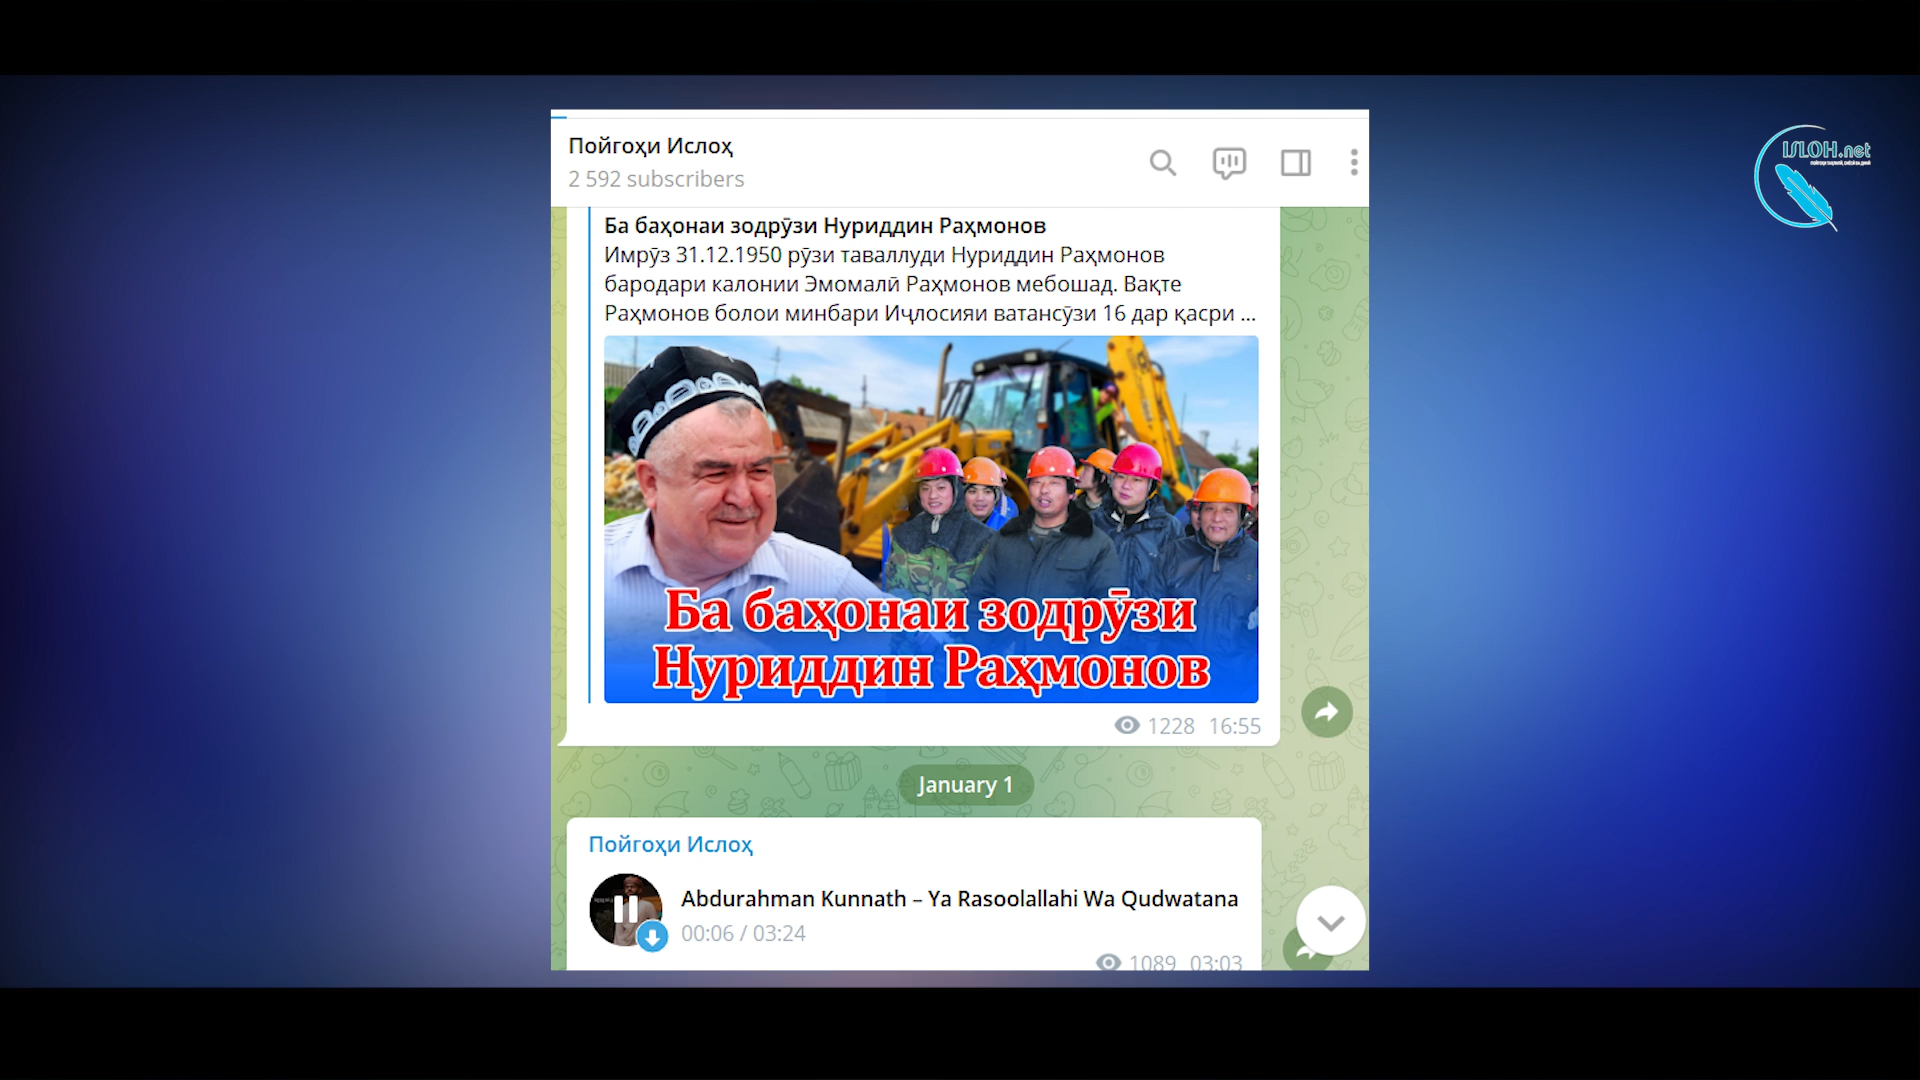 ISLOH.net
Пойгоҳи Ислоҳ
2 592 subscribers
Ба баҳонаи зодрӯзи Нуриддин Раҳмонов
Имрӯз 31.12.1950 рӯзи таваллуди Нуриддин Раҳмонов
бародари калонии Эмомалӣ Раҳмонов мебошад. Вақте
Раҳмонов болои минбари Иҷлосияи ватансӯзи 16 дар қасри ...
Ба баҳонаи зодрӯзи
Нуриддин Раҳмонов
1228 16:55
January 1
Пойгоҳи Ислоҳ
Abdurahman Kunnath – Ya Rasoolallahi Wa Qudwatana
00:06 / 03:24
1089 03:03